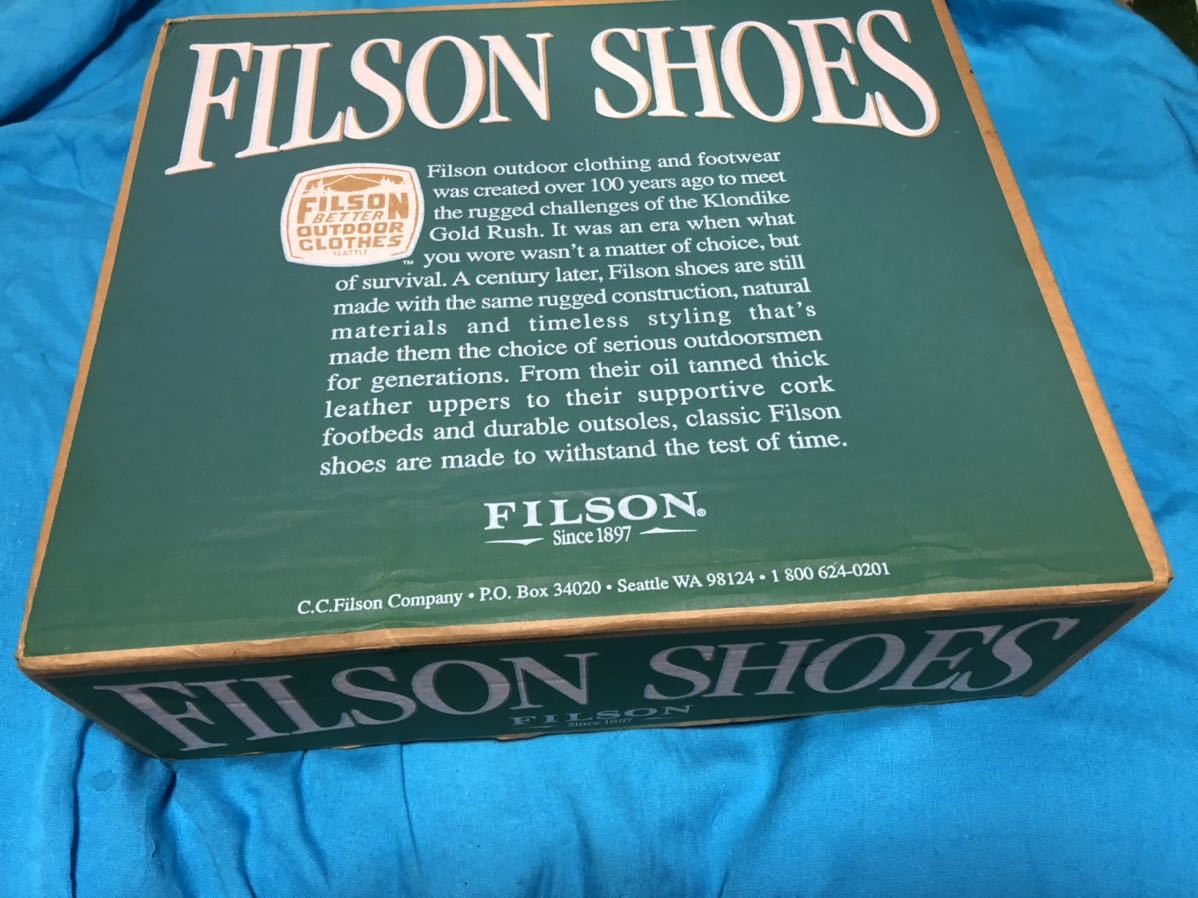 FILSON SHOES
FILSON
BETTER
OUTDOOR
CLOTHES
SEATTLE
™
Filson outdoor clothing and footwear
was created over 100 years ago to meet
the rugged challenges of the Klondike
Gold Rush. It was an era when what
you wore wasn't a matter of choice, but
of survival. A century later, Filson shoes are still
made with the same rugged construction, natural
materials and timeless styling that's
made them the choice of serious outdoorsmen
for generations. From their oil tanned thick
leather uppers to their supportive cork
footbeds and durable outsoles, classic Filson
shoes are made to withstand the test of time.
FILSON®
Since 1897
C.C.Filson Company • P.O. Box 34020 • Seattle WA 98124 • 1 800 624-0201
FILSON SHOES
FILSON
Since 1897